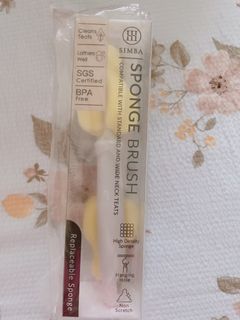 Cleans
Teats
Lathers
Well
SGS
Certified
BPA
free
SIMBA
SPONGE BRUSH
COMPATIBLE WITH STANDARD AND WIDE NECK TEATS
High Density
Sponge
Hanging
Hole
Non
Scratch
Replaceable Sponge